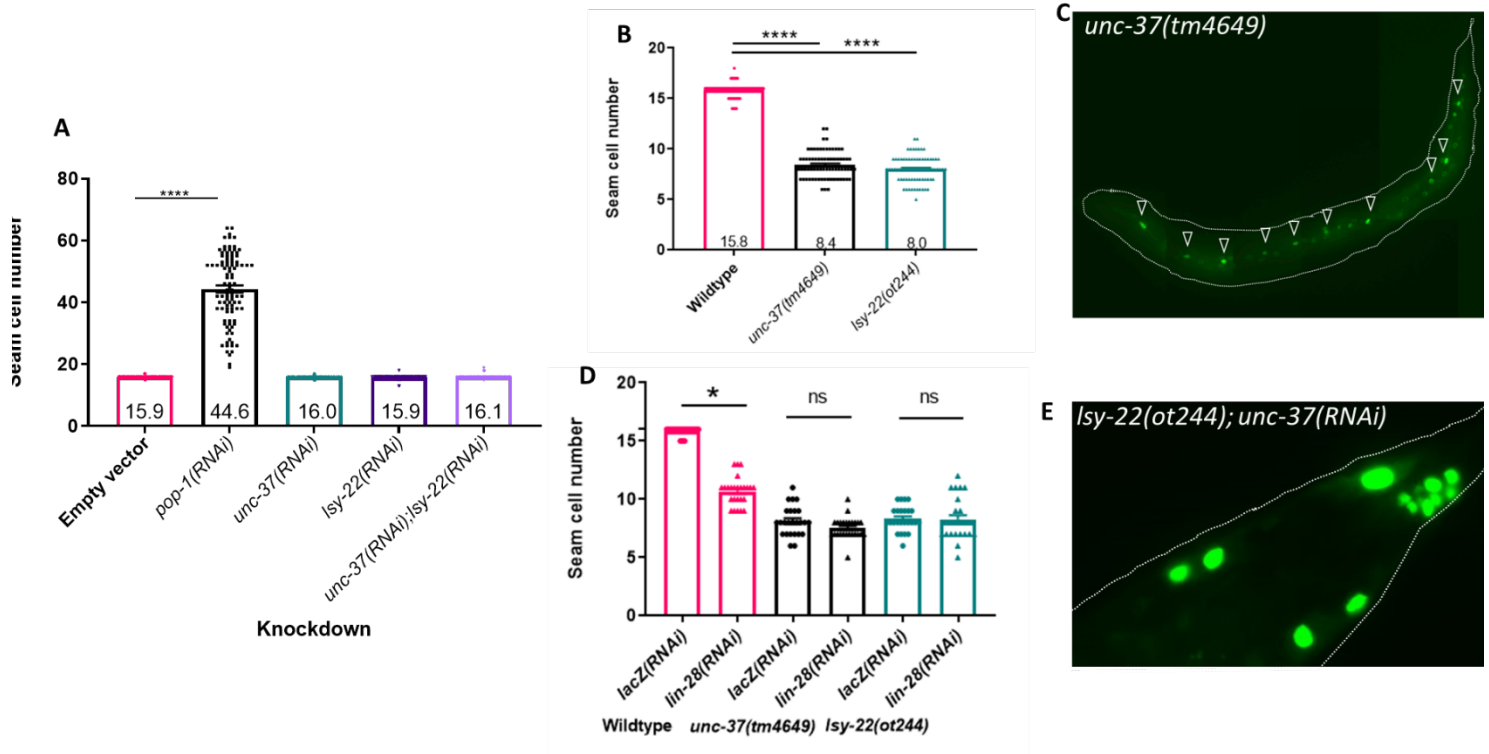 A
Seam cell number
80
60
40
20
0
****
15.9
44.6
16.0
15.9
16.1
Empty vector
pop-1(RNAi)
unc-37(RNAi)
lsy-22(RNAi)
unc-37(RNAi);lsy-22(RNAi)
Knockdown
B
Seam cell number
20
15
10
5
0
****
****
15.8
8.4
8.0
Wildtype
unc-37(tm4649)
lsy-22(ot244)
C
unc-37(tm4649)
D
Seam cell number
20
15
10
5
0
*
ns
ns
lacZ(RNAi)
lin-28(RNAi)
lacZ(RNAi)
lin-28(RNAi)
lacZ(RNAi)
lin-28(RNAi)
Wildtype unc-37(tm4649) lsy-22(ot244)
E
lsy-22(ot244); unc-37(RNAi)